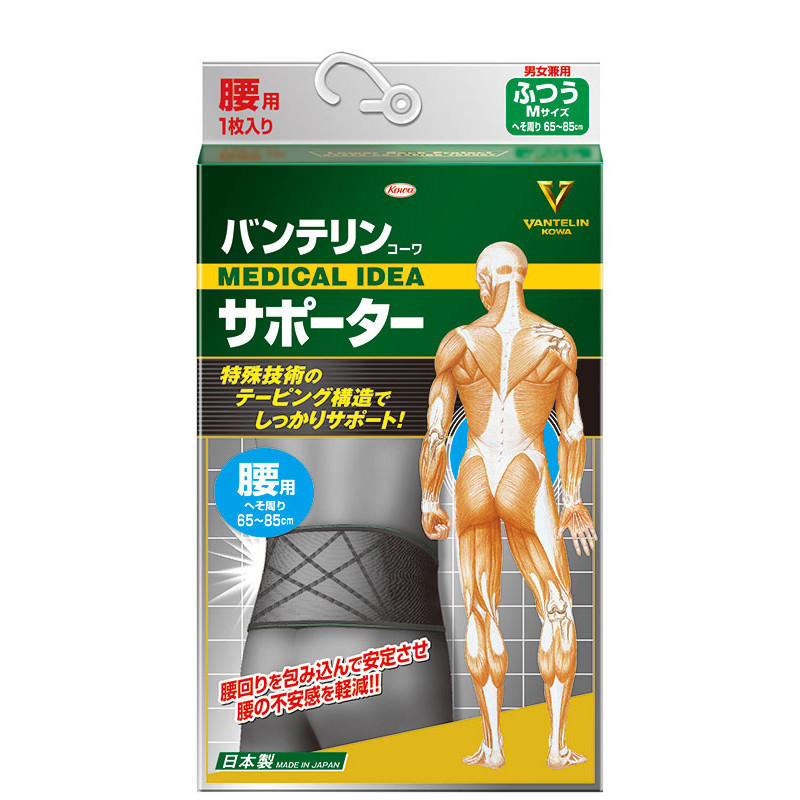 腰用
1枚入り
男女兼用
ふつう
Mサイズ
へそ周り 65~85cm
Kowa
VANTELIN
KOWA
バンテリンコーワ
MEDICAL IDEA
サポーター
特殊技術の
テーピング構造で
しっかりサポート!
腰用
へそ周り
65~85cm
腰回りを包み込んで安定させ
腰の不安感を軽減!!
日本製 MADE IN JAPAN